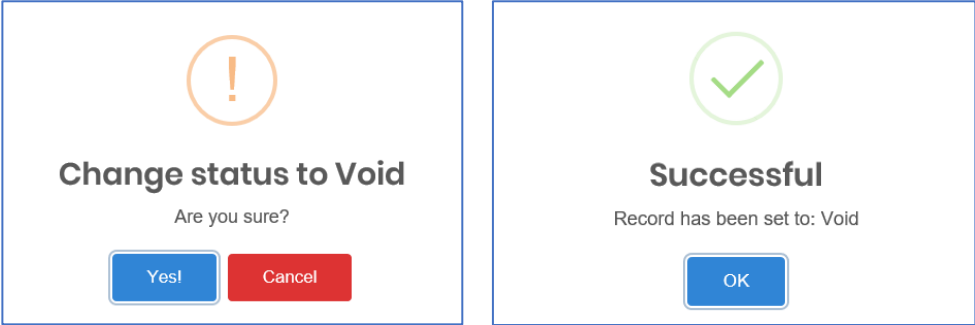 !
Change status to Void
Are you sure?
Yes!
Cancel
Successful
Record has been set to: Void
OK